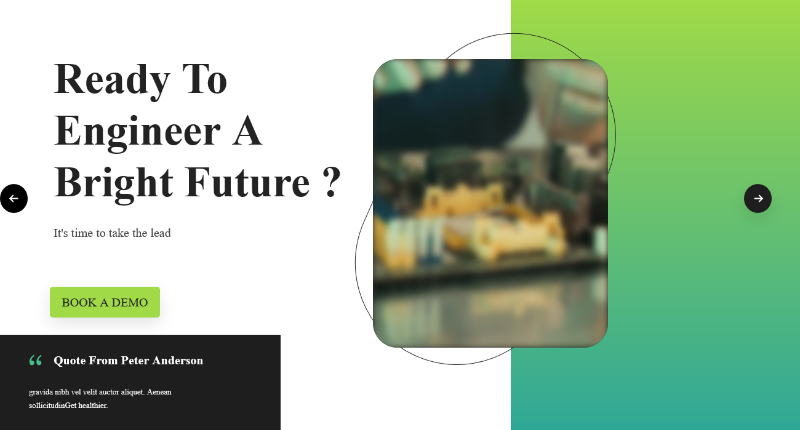 Ready To
Engineer A
Bright Future ?
It's time to take the lead
BOOK A DEMO
“ Quote From Peter Anderson
gravida nibh vel velit auctor aliquet. Aenean
sollicitudinGet healthier.